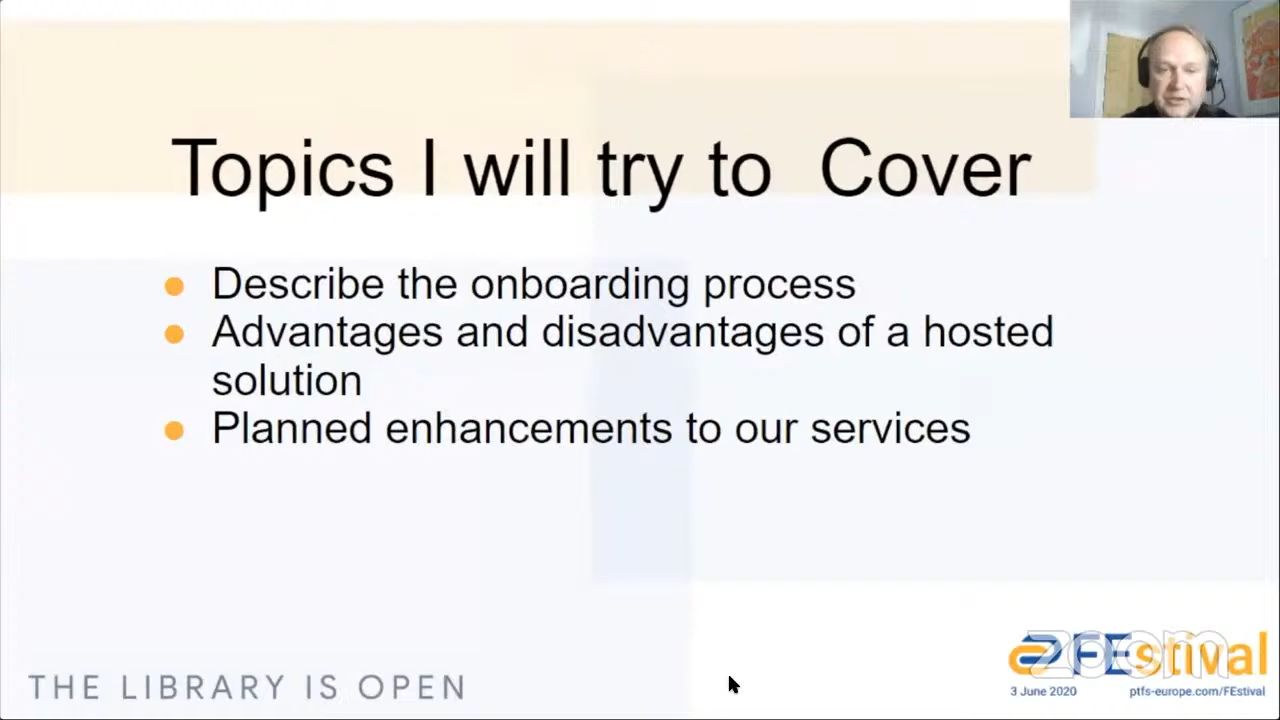 Topics I will try to  Cover
Describe the onboarding process
Advantages and disadvantages of a hosted
solution
Planned enhancements to our services
THE LIBRARY IS OPEN
FEstival
zoom
3 June 2020
ptfs-europe.com/FEstival